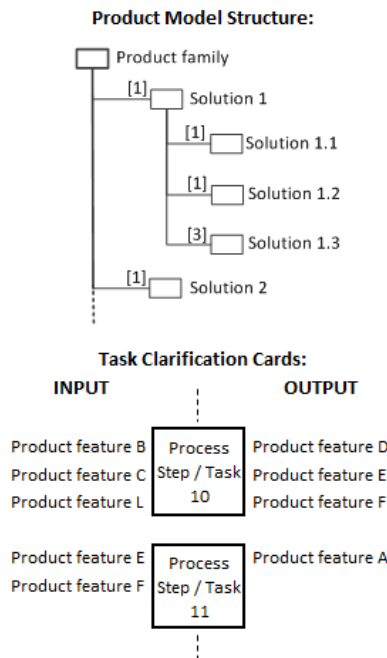 Product Model Structure:
Product family
[1] Solution 1
[1] Solution 1.1
[1] Solution 1.2
[3] Solution 1.3
[1] Solution 2
Task Clarification Cards:
INPUT OUTPUT
Product feature B Process Product feature D
Product feature C Step / Task Product feature E
Product feature L 10 Product feature F
Product feature E Process Product feature A
Product feature F Step / Task
11